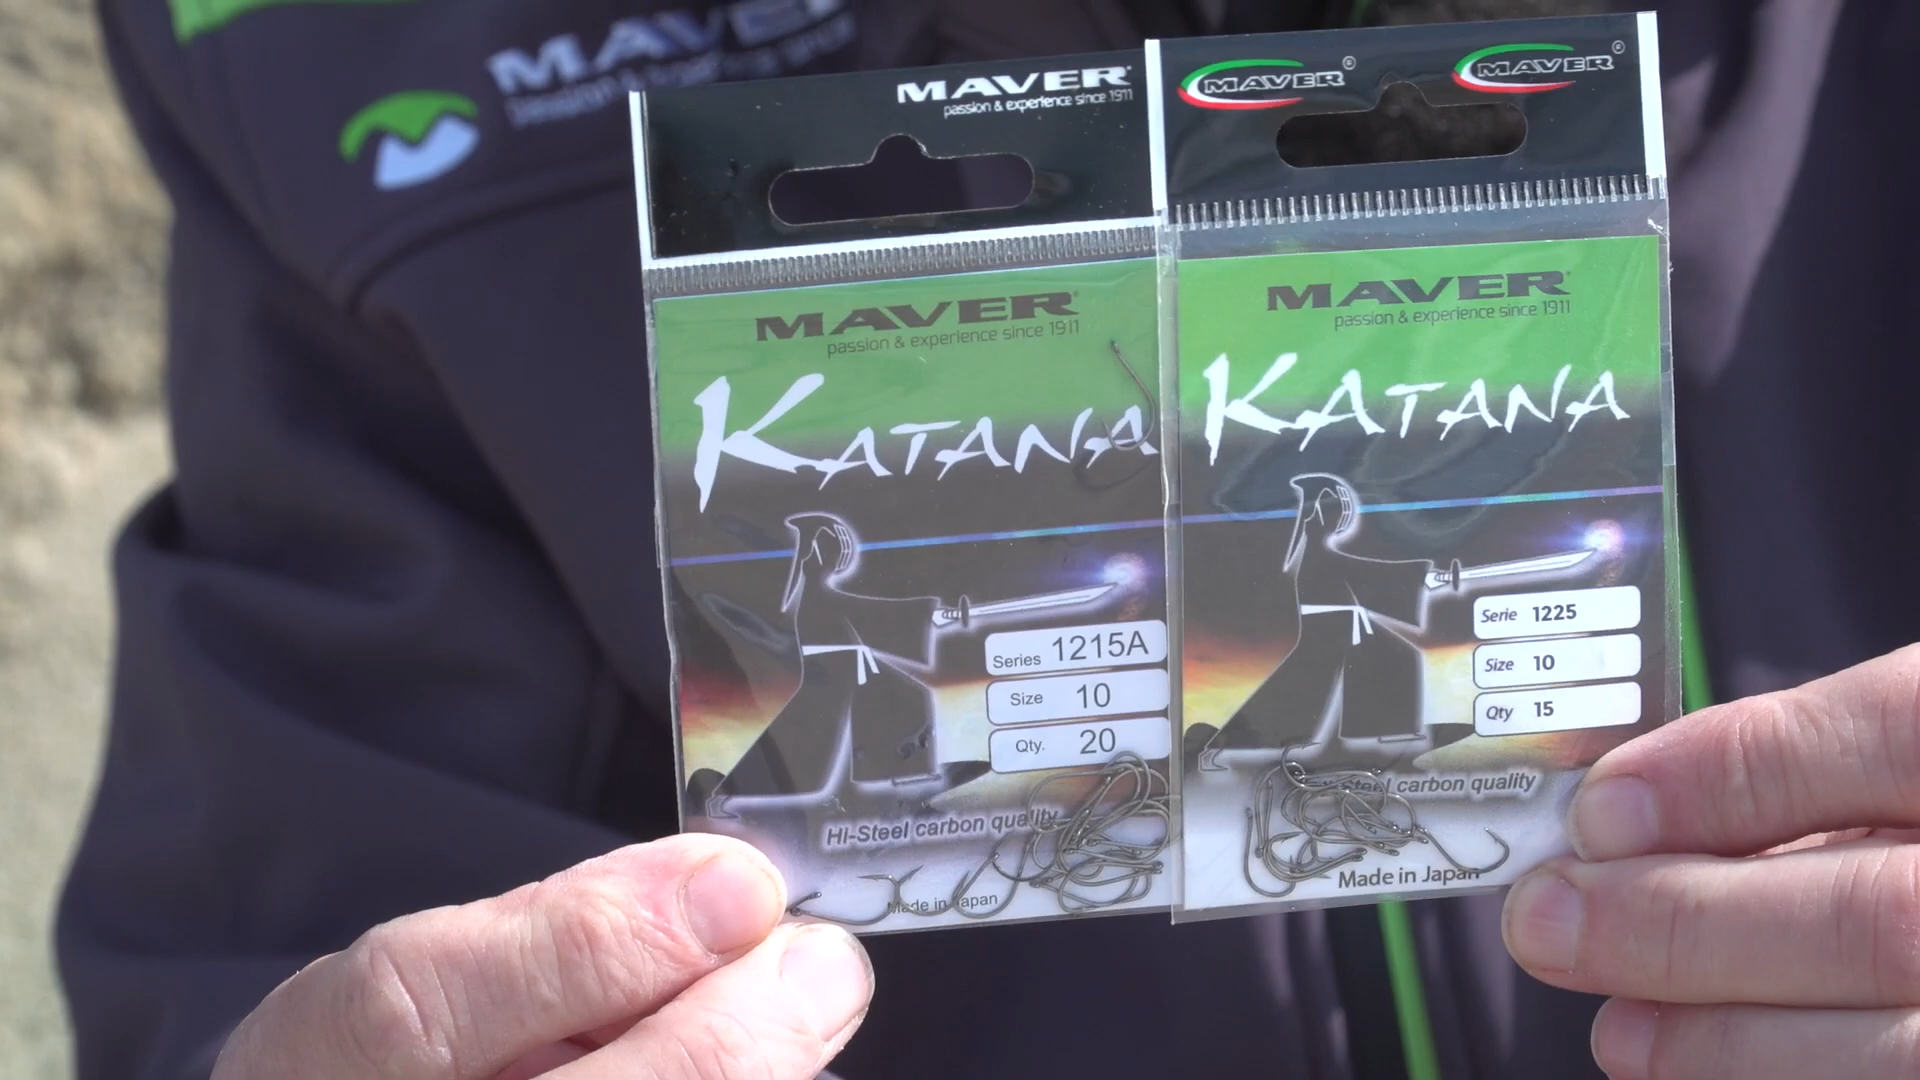 MAVER
MAVER®
passion & experience since 1911
MAVER®
passion & experience since 1911
KATANA
Series 1215A
Size 10
Qty. 20
Hi-Steel carbon quality
Made in Japan
MAVER®
MAVER®
MAVER®
passion & experience since 1911
KATANA
Serie 1225
Size 10
Qty 15
Steel carbon quality
Made in Japan